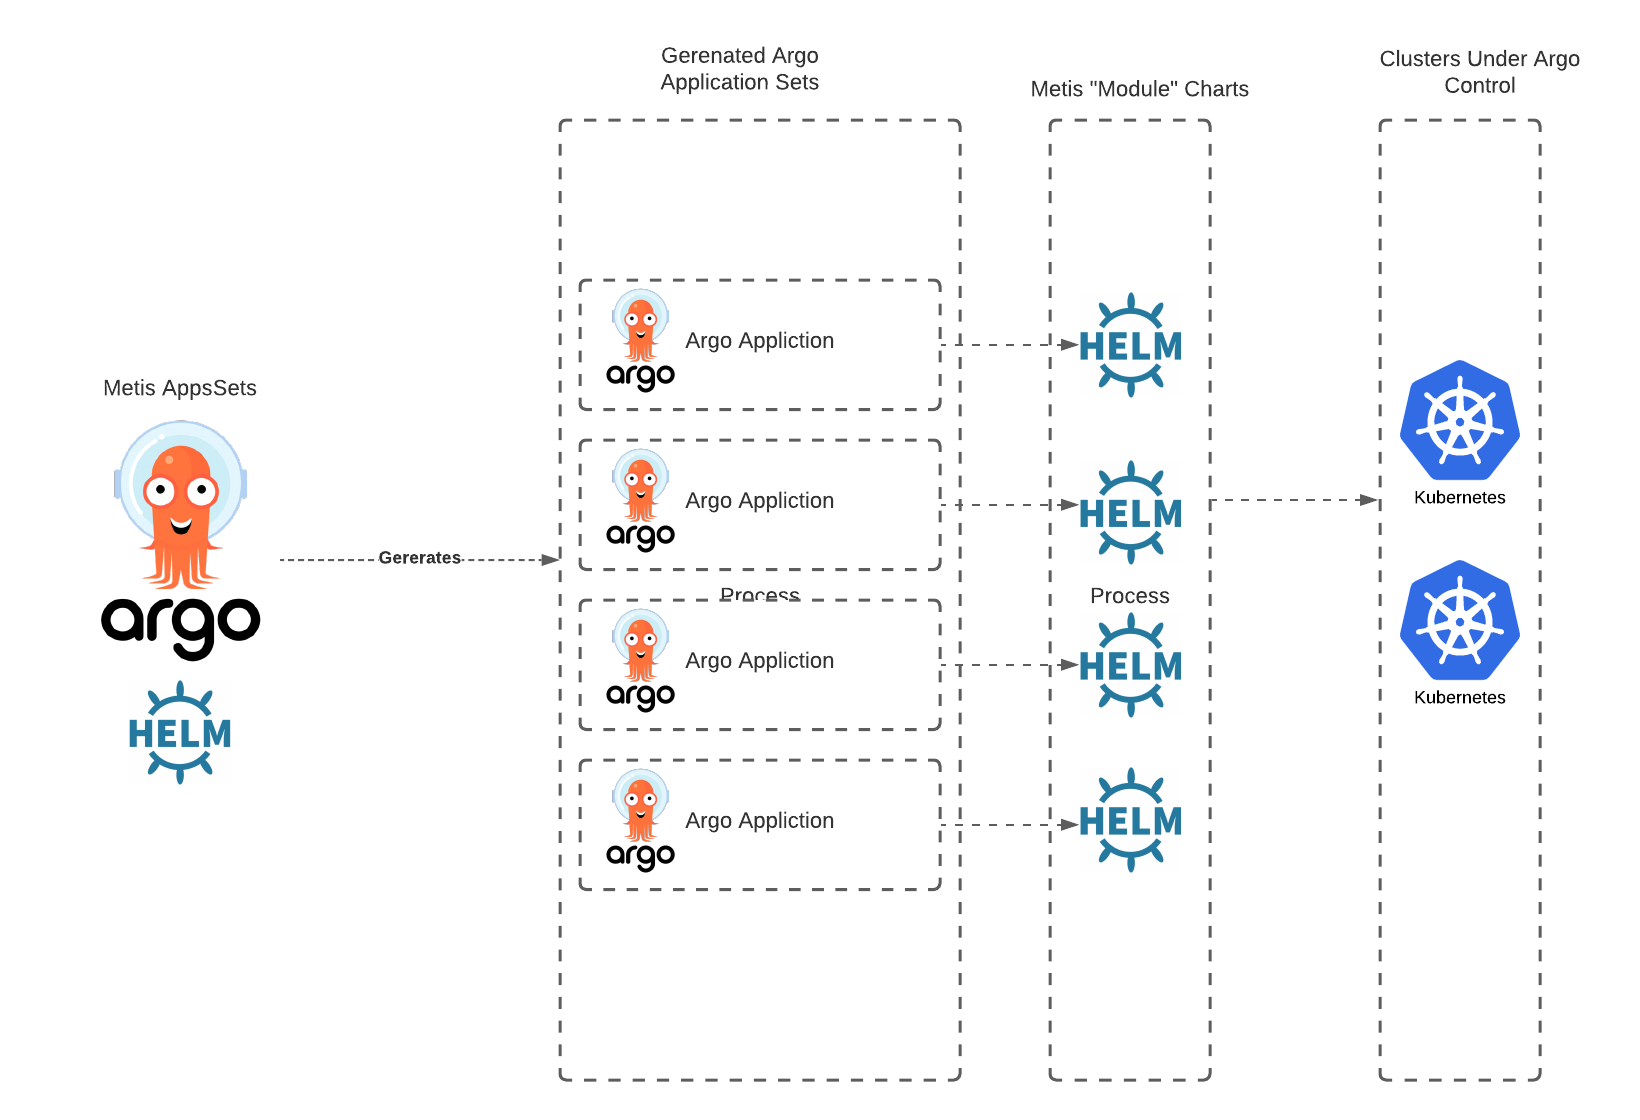 Gerenated Argo
Application Sets
Metis "Module" Charts
Clusters Under Argo
Control
Metis AppsSets
argo
HELM
Gererates
argo
Argo Appliction
argo
Argo Appliction
Process
argo
Argo Appliction
argo
Argo Appliction
HELM
HELM
Process
HELM
HELM
Kubernetes
Kubernetes